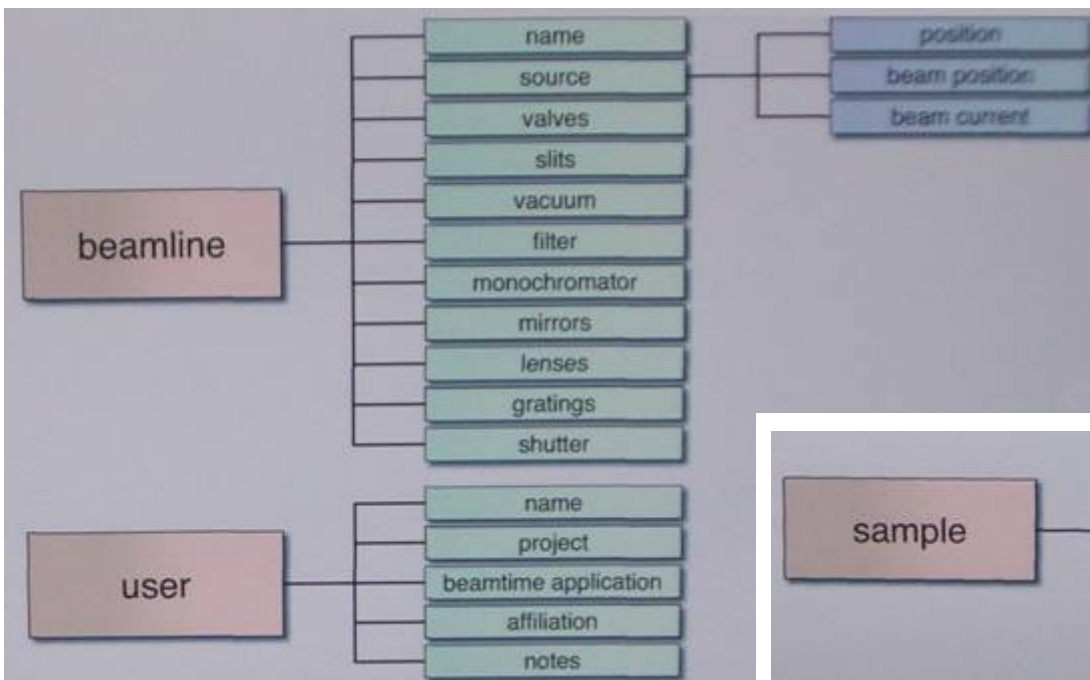 beamline
name
source
valves
slits
vacuum
filter
monochromator
mirrors
lenses
gratings
shutter
position
beam position
beam current
user
name
project
beamtime application
affiliation
notes
sample